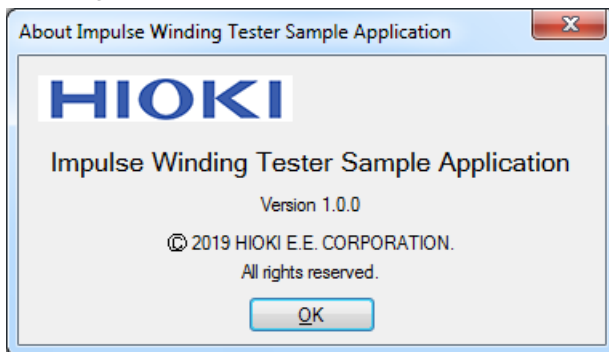 About Impulse Winding Tester Sample Application
HIOKI
Impulse Winding Tester Sample Application
Version 1.0.0
© 2019 HIOKI E.E. CORPORATION.
All rights reserved.
OK